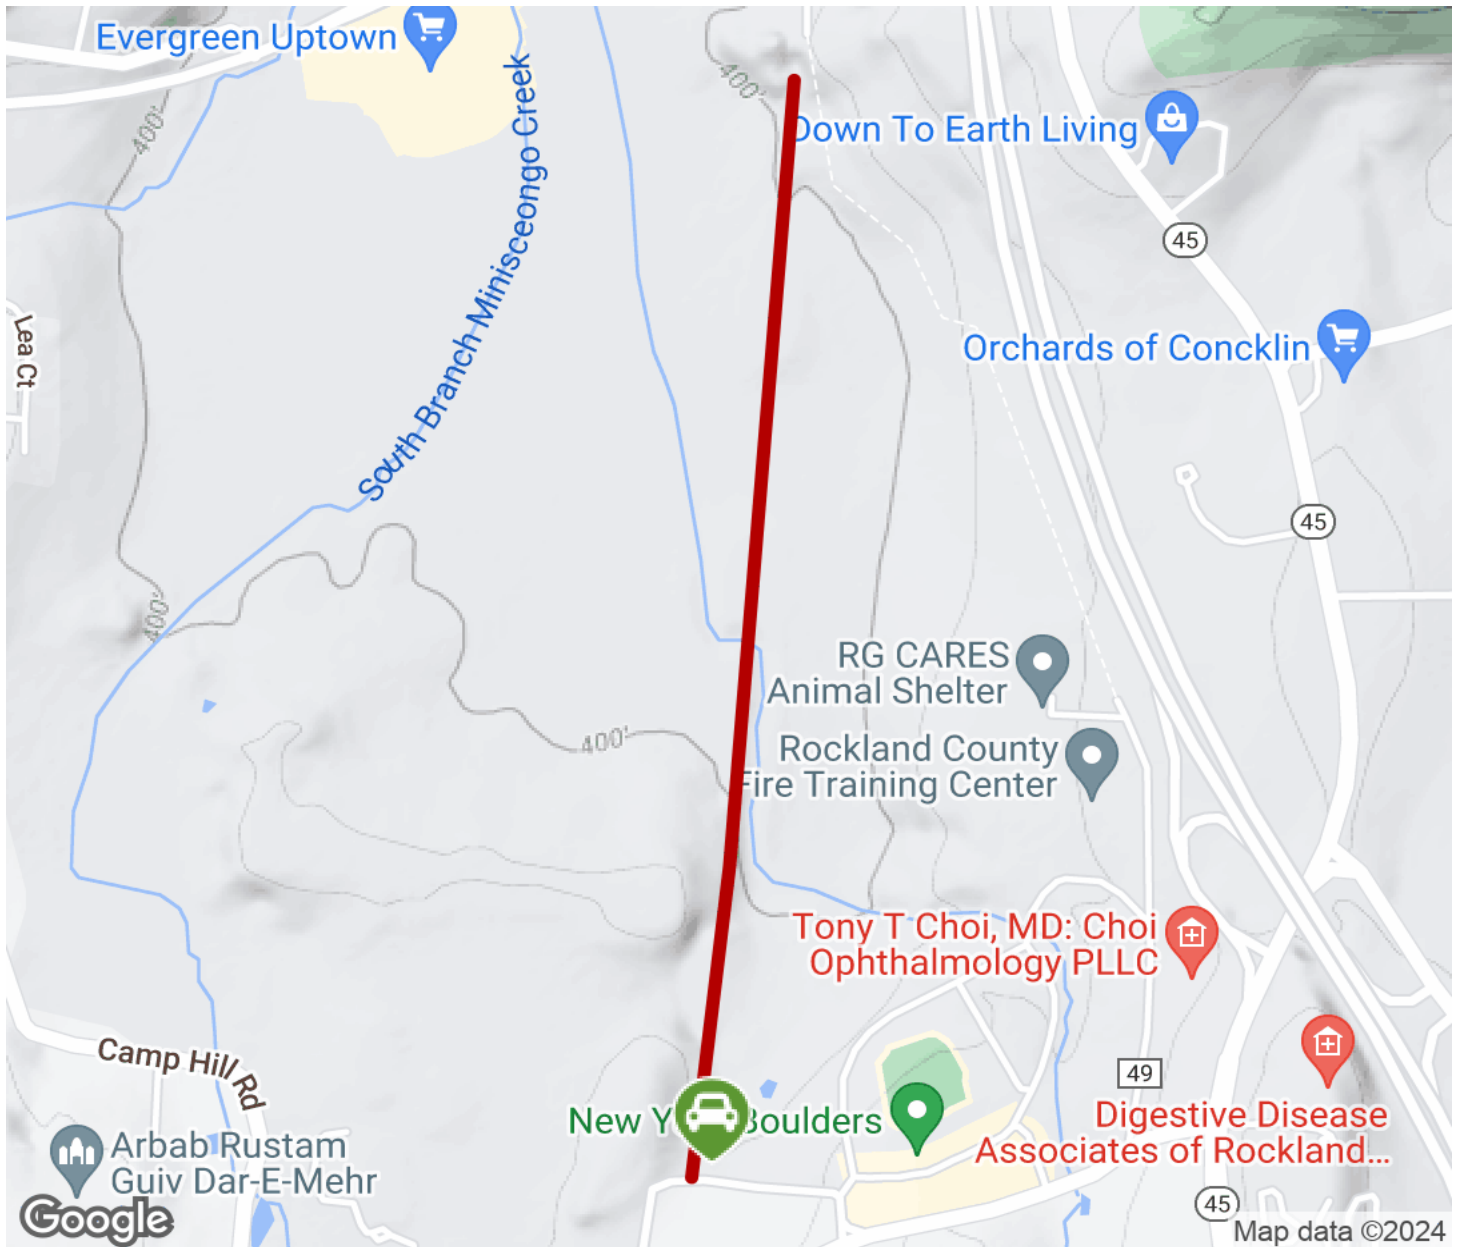 Evergreen Uptown
400'
400'
South Branch Minisceongo Creek
Down To Earth Living
45
Lea Ct
Orchards of Concklin
45
400'
RG CARES
Animal Shelter
400'
Rockland County
Fire Training Center
Tony T Choi, MD: Choi
Ophthalmology PLLC
Camp Hill Rd
49
New Y Boulders
Digestive Disease
Associates of Rockland...
Arbab Rustam
Guiv Dar-E-Mehr
45
Google
Map data ©2024